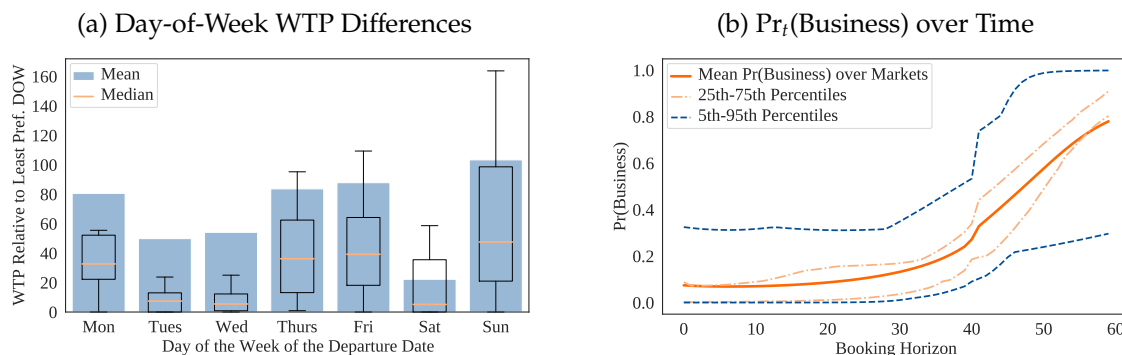 (a) Day-of-Week WTP Differences
WTP Relative to Least Pref. DOW
160
140
120
100
80
60
40
20
0
Mean
Median
Mon Tues Wed Thurs Fri Sat Sun
Day of the Week of the Departure Date
(b) Prₜ(Business) over Time
Pr(Business)
1.0
0.8
0.6
0.4
0.2
0.0
Mean Pr(Business) over Markets
25th-75th Percentiles
5th-95th Percentiles
0 10 20 30 40 50 60
Booking Horizon